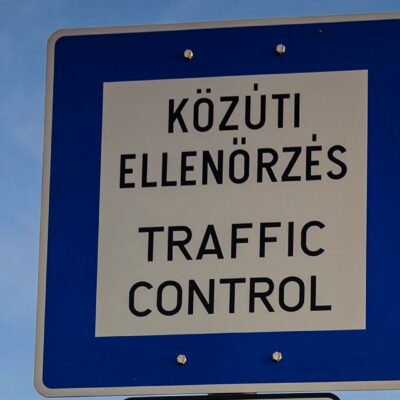 KÖZÚTI
ELLENŐRZÉS
TRAFFIC
CONTROL